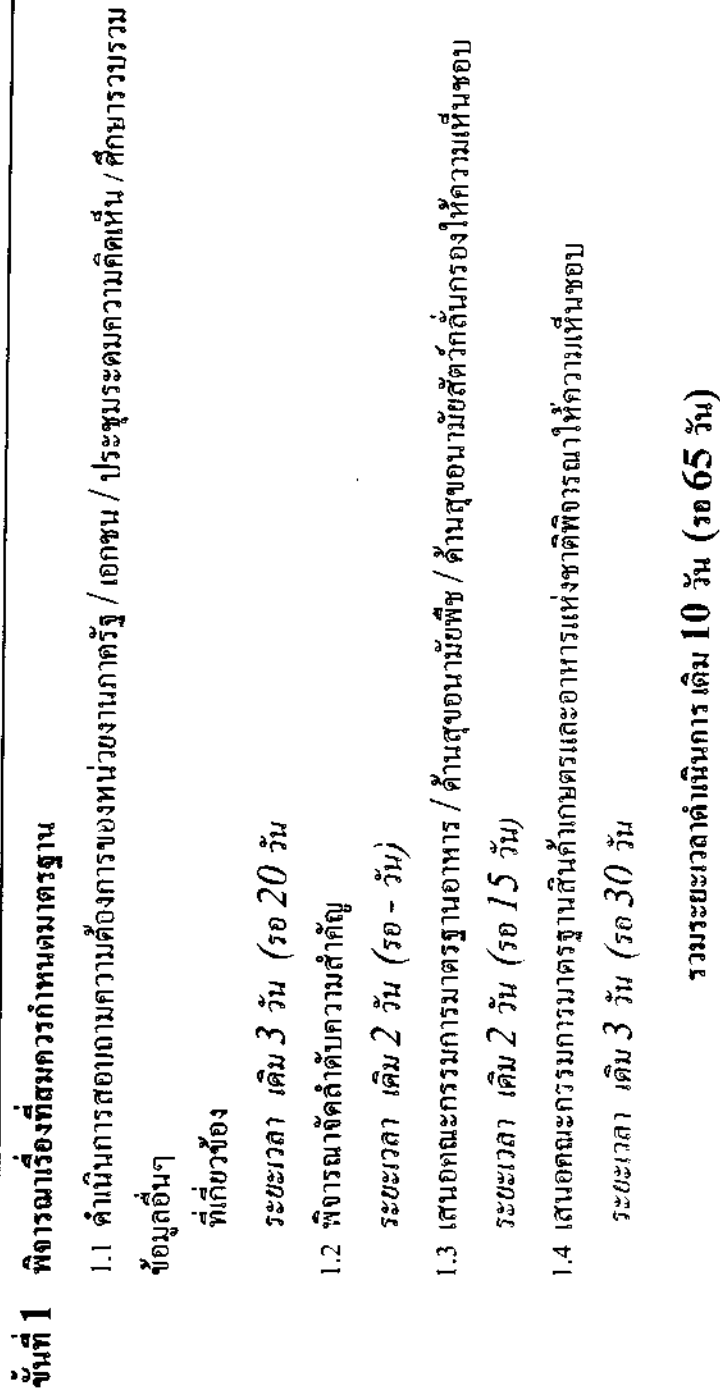 ขั้นที่ 1 พิจารณาเรื่องที่สมควรกำหนดมาตรฐาน
1.1 ดำเนินการสอบถามความต้องการของหน่วยงานภาครัฐ / เอกชน / ประชุมระดมความคิดเห็น / ศึกษารวบรวม
ข้อมูลอื่นๆ
ที่เกี่ยวข้อง
ระยะเวลา เดิม 3 วัน (รอ 20 วัน
1.2 พิจารณาจัดลำดับความสำคัญ
ระยะเวลา เดิม 2 วัน (รอ - วัน)
1.3 เสนอคณะกรรมการมาตรฐานอาหาร / ด้านสุขอนามัยพืช / ด้านสุขอนามัยสัตว์กลั่นกรองให้ความเห็นชอบ
ระยะเวลา เดิม 2 วัน (รอ 15 วัน)
1.4 เสนอคณะกรรมการมาตรฐานสินค้าเกษตรและอาหารแห่งชาติพิจารณาให้ความเห็นชอบ
ระยะเวลา เดิม 3 วัน (รอ 30 วัน
รวมระยะเวลาดำเนินการ เดิม 10 วัน (รอ 65 วัน)